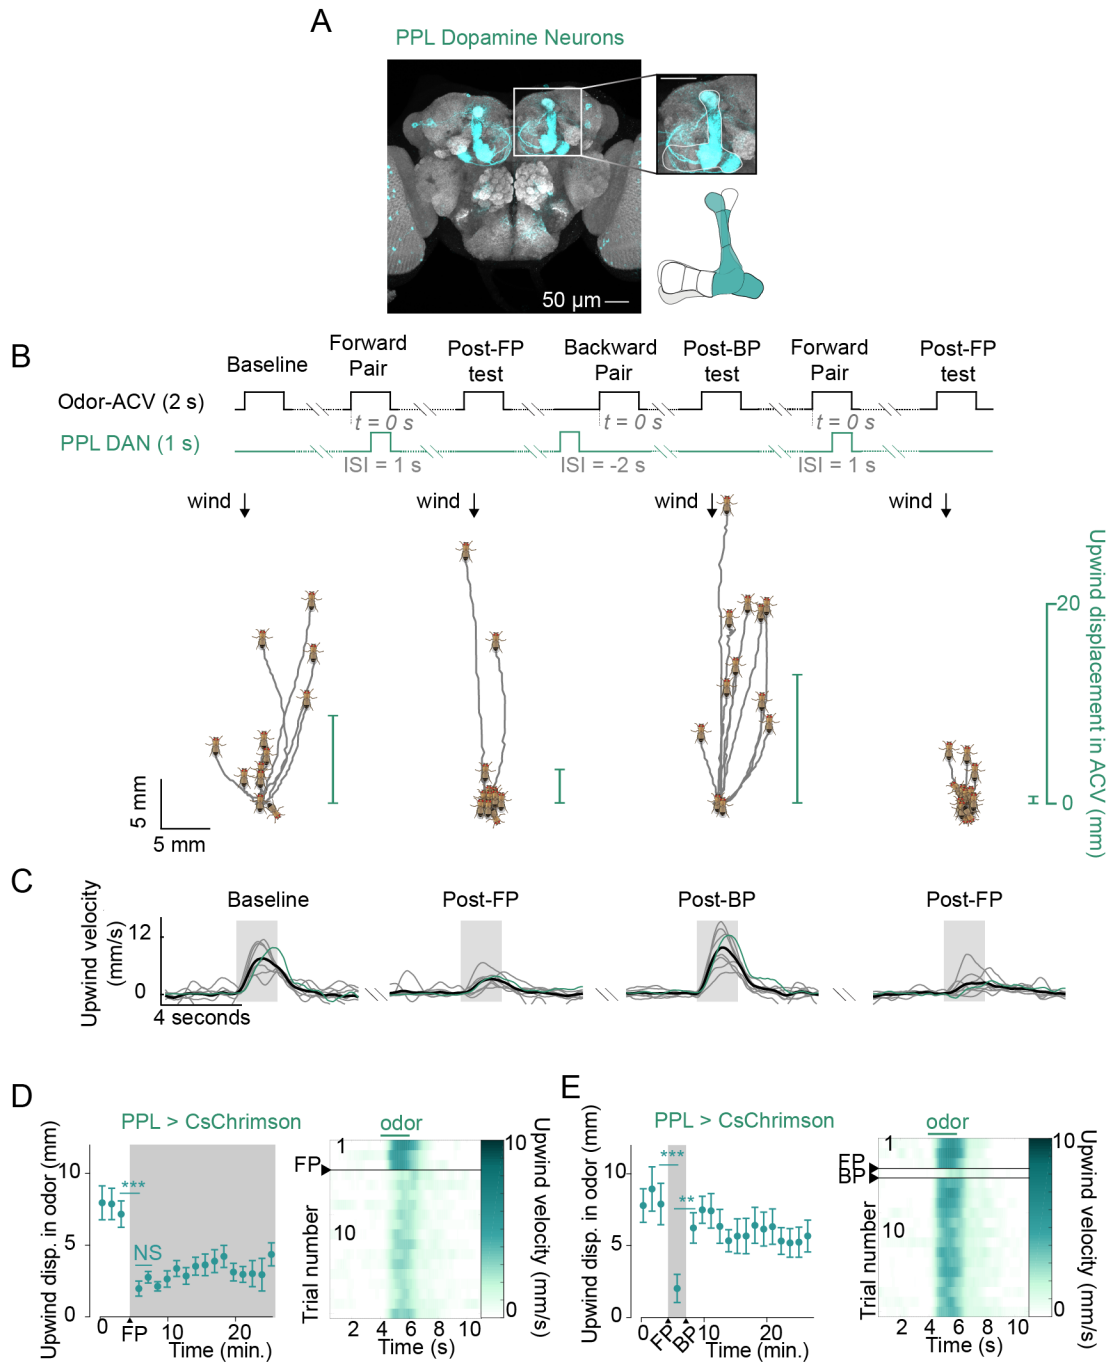 A
PPL Dopamine Neurons
50 µm
B
Baseline
Forward Pair
Post-FP test
Backward Pair
Post-BP test
Forward Pair
Post-FP test
Odor-ACV (2 s)
t = 0 s
t = 0 s
t = 0 s
PPL DAN (1 s)
ISI = 1 s
ISI = -2 s
ISI = 1 s
wind
wind
wind
wind
5 mm
5 mm
20
0
Upwind displacement in ACV (mm)
C
Baseline
Post-FP
Post-BP
Post-FP
Upwind velocity (mm/s)
12
0
4 seconds
D
PPL > CsChrimson
Upwind disp. in odor (mm)
10
5
0
***
NS
0
10
20
FP
Time (min.)
odor
1
FP
10
Trial number
2 4 6 8 10
Time (s)
10
0
Upwind velocity (mm/s)
E
PPL > CsChrimson
Upwind disp. in odor (mm)
10
5
0
***
**
0
10
20
FP
BP
Time (min.)
odor
1
FP
BP
10
Trial number
2 4 6 8 10
Time (s)
10
0
Upwind velocity (mm/s)